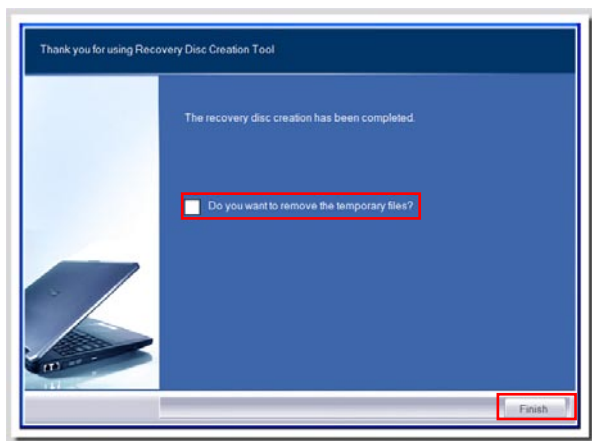 Thank you for using Recovery Disc Creation Tool
The recovery disc creation has been completed.
Do you want to remove the temporary files?
Finish